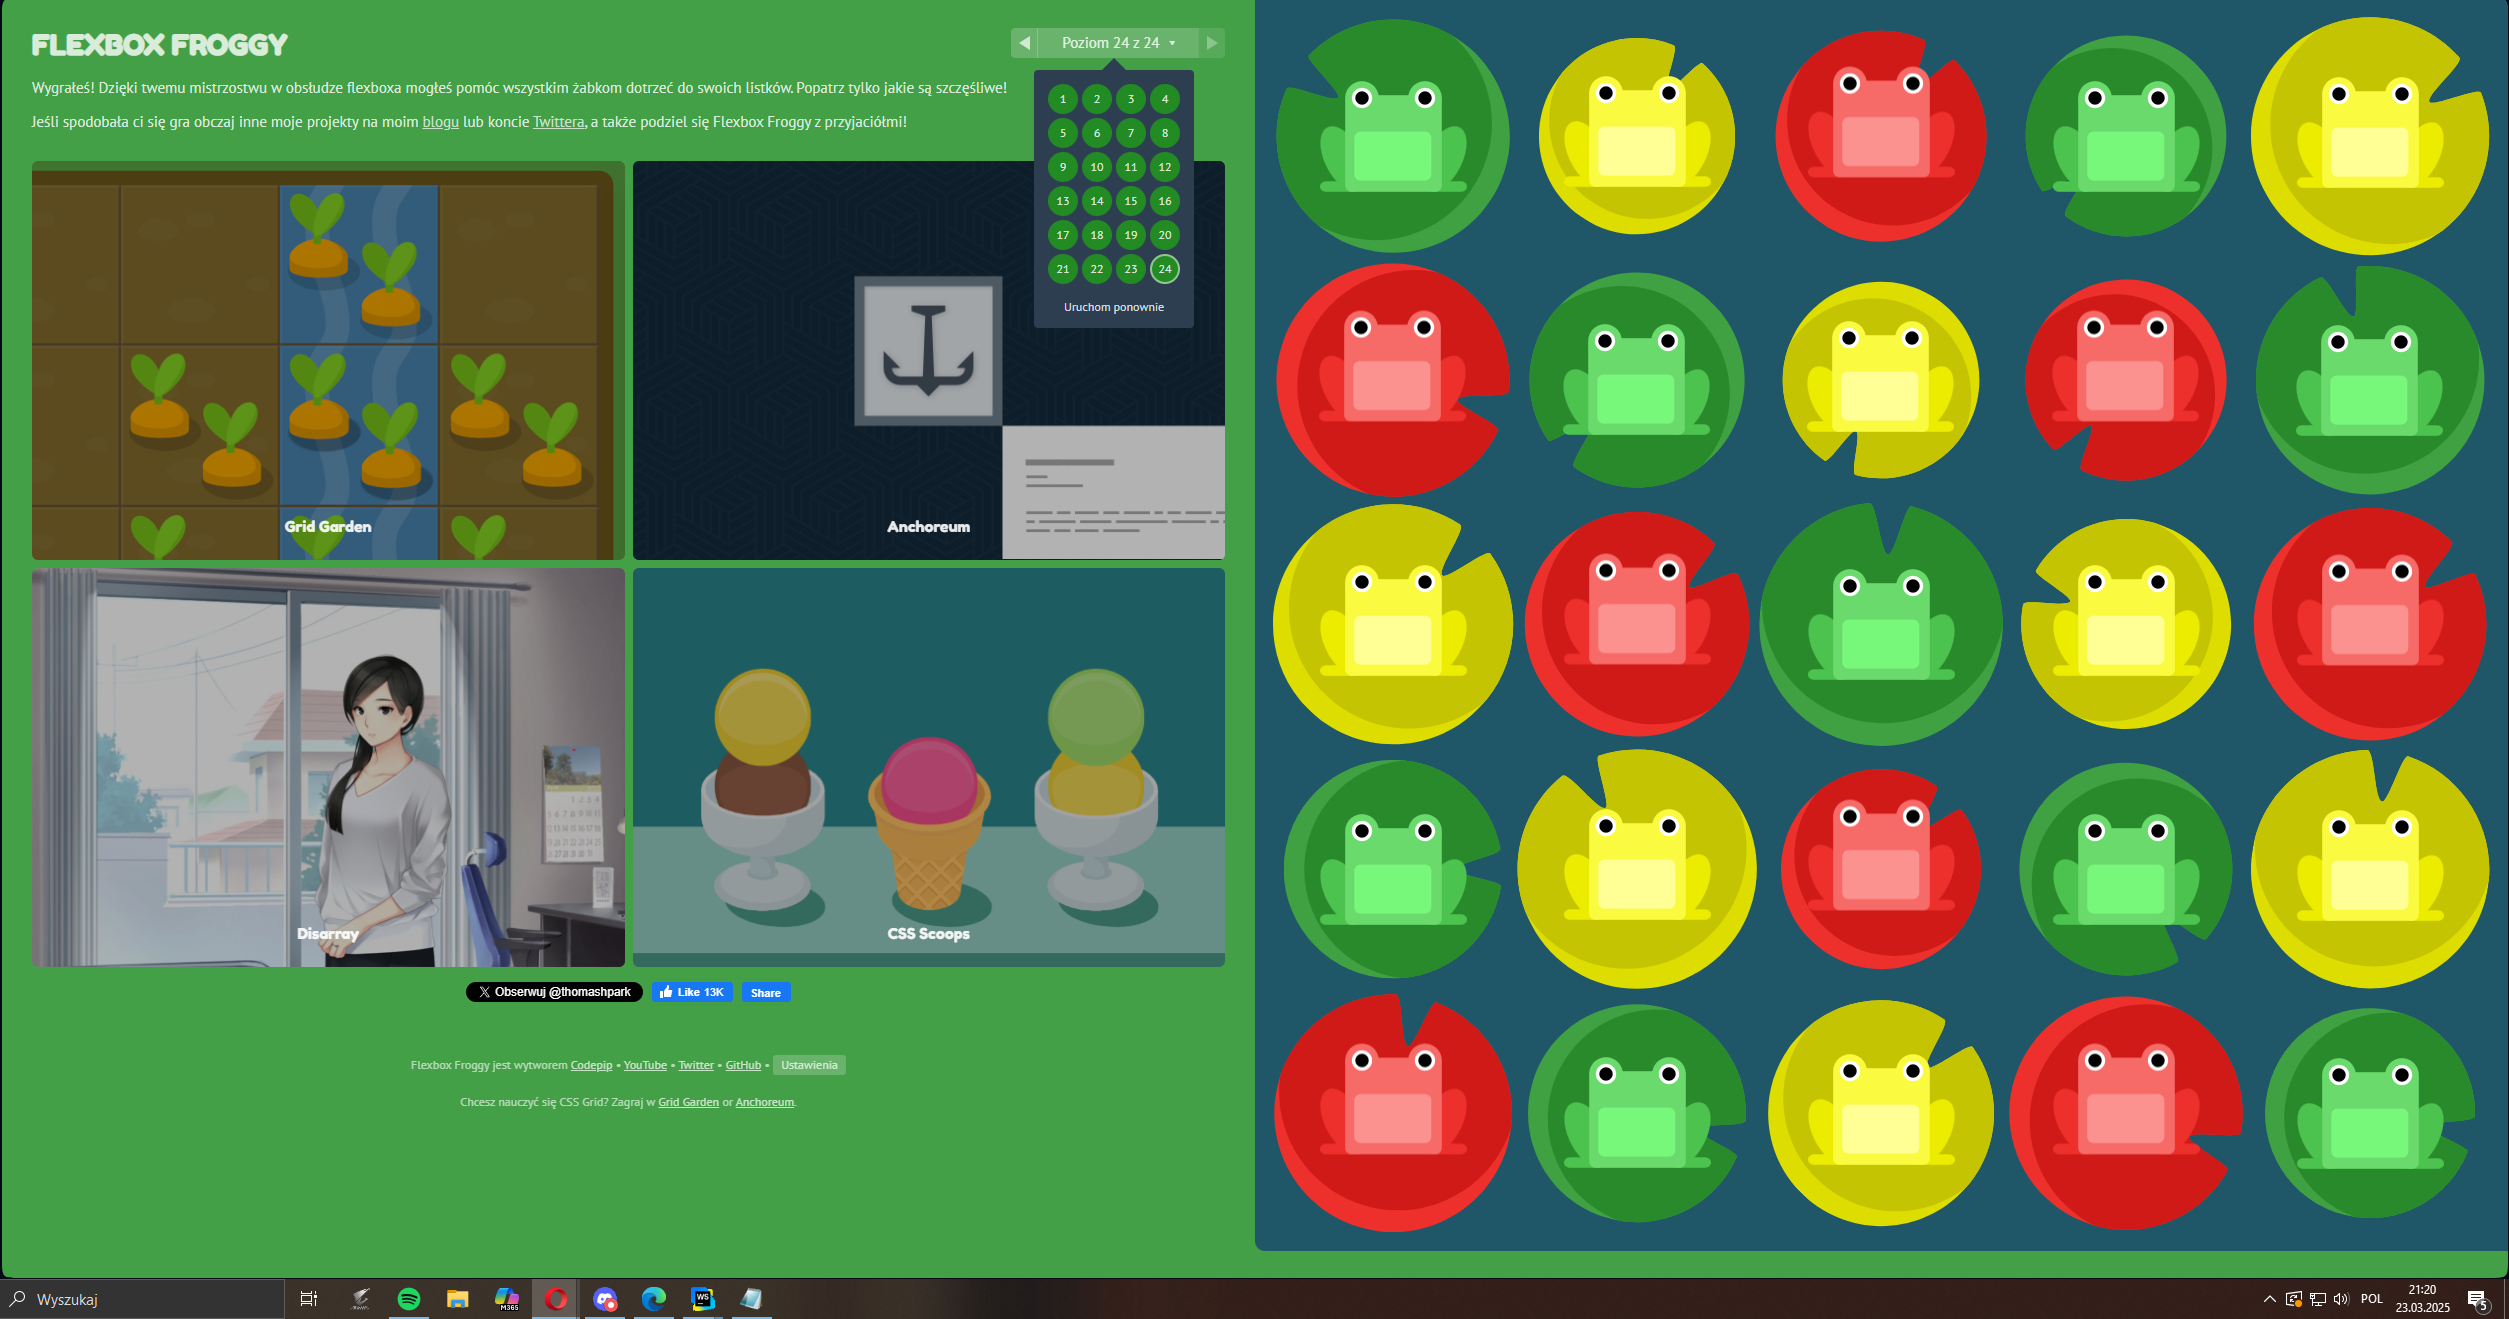 FLEXBOX FROGGY
Poziom 24 z 24
Wygrałeś! Dzięki twemu mistrzostwu w obsłudze flexboxa mogłeś pomóc wszystkim żabkom dotrzeć do swoich listków. Popatrz tylko jakie są szczęśliwe!
Jeśli spodobała ci się gra obczaj inne moje projekty na moim blogu lub koncie Twittera, a także podziel się Flexbox Froggy z przyjaciółmi!
1 2 3 4
5 6 7 8
9 10 11 12
13 14 15 16
17 18 19 20
21 22 23 24
Uruchom ponownie
Grid Garden
Anchoreum
Disarray
CSS Scoops
Obserwuj @thomashpark
Like 13K
Share
Flexbox Froggy jest wytworem Codepip • YouTube • Twitter • GitHub • Ustawienia
Chcesz nauczyć się CSS Grid? Zagraj w Grid Garden or Anchoreum.
Wyszukaj
M365
WS
POL
21:20
23.03.2025
5